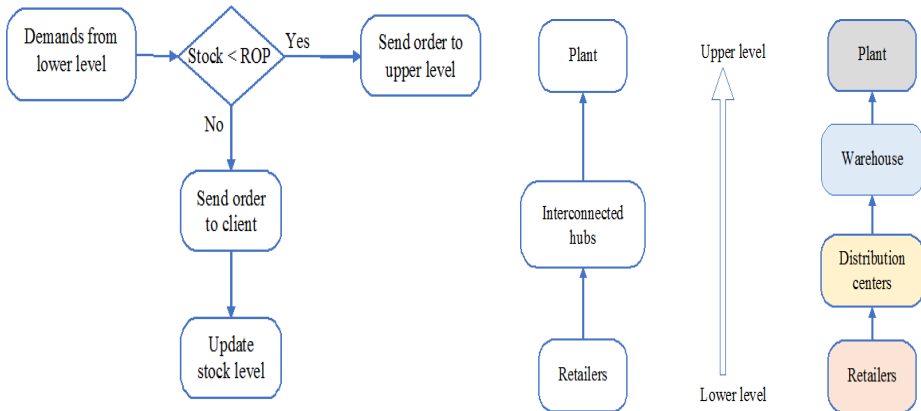 Demands from
lower level
Stock < ROP
Yes
Send order to
upper level
No
Send order
to client
Update
stock level
Plant
Interconnected
hubs
Retailers
Upper level
Lower level
Plant
Warehouse
Distribution
centers
Retailers